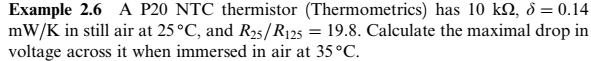 Example 2.6 A P20 NTC thermistor (Thermometrics) has 10 kΩ, δ = 0.14
mW/K in still air at 25 °C, and R25/R125 = 19.8. Calculate the maximal drop in
voltage across it when immersed in air at 35 °C.